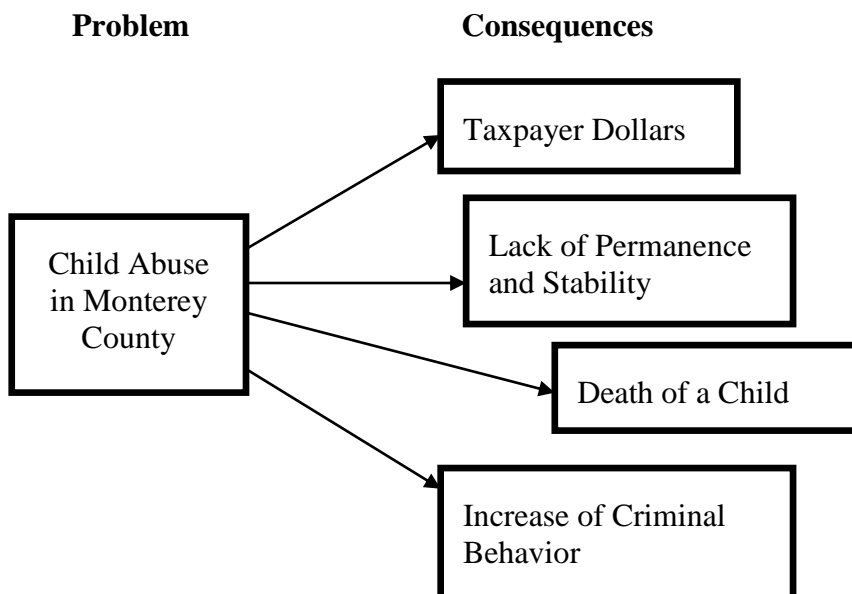 Problem
Consequences
Taxpayer Dollars
Child Abuse
in Monterey
County
Lack of Permanence
and Stability
Death of a Child
Increase of Criminal
Behavior